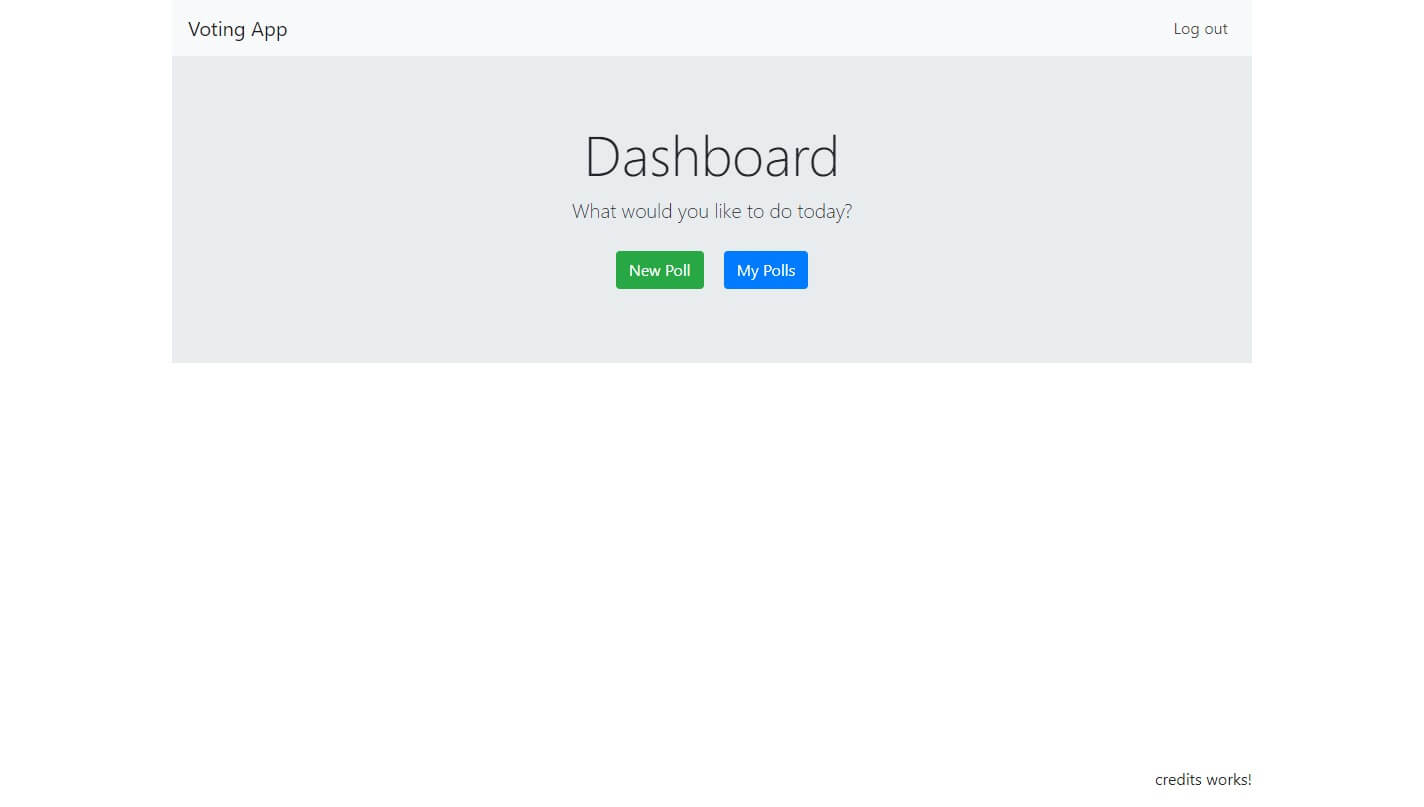 Voting App
Log out
Dashboard
What would you like to do today?
New Poll
My Polls
credits works!